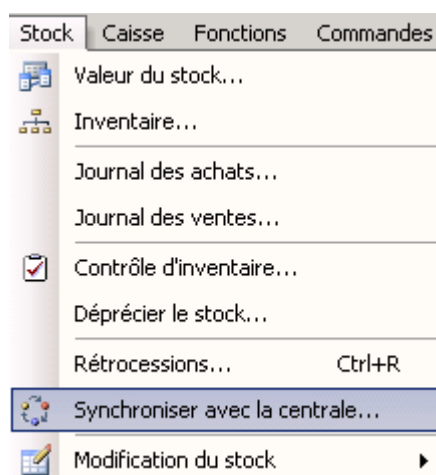 Stock Caisse Fonctions Commandes
Valeur du stock...
Inventaire...
Journal des achats...
Journal des ventes...
Contrôle d'inventaire...
Déprécier le stock...
Rétrocessions... Ctrl+R
Synchroniser avec la centrale...
Modification du stock